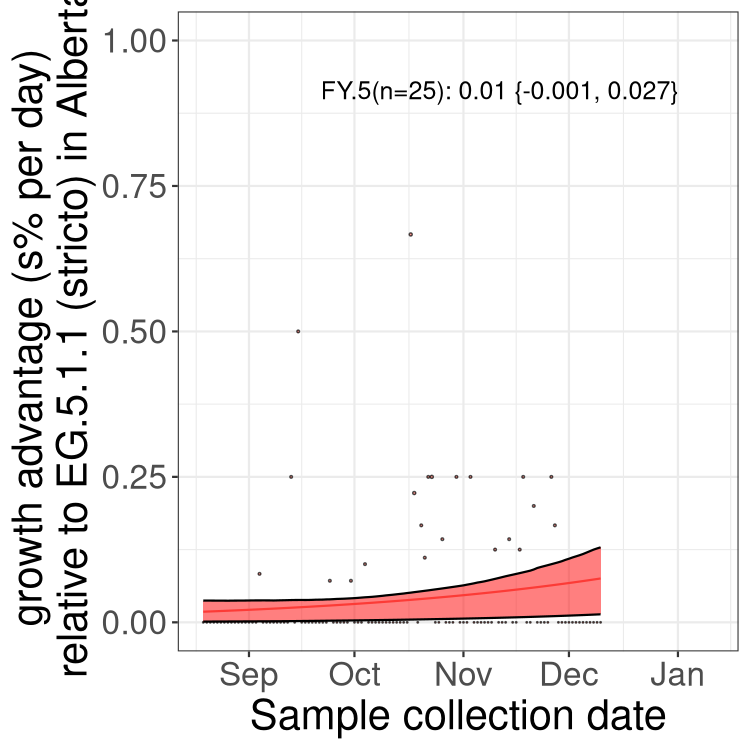 growth advantage (s% per day)
relative to EG.5.1.1 (stricto) in Alberta
1.00
0.75
0.50
0.25
0.00
FY.5(n=25): 0.01 {-0.001, 0.027}
Sep Oct Nov Dec Jan
Sample collection date